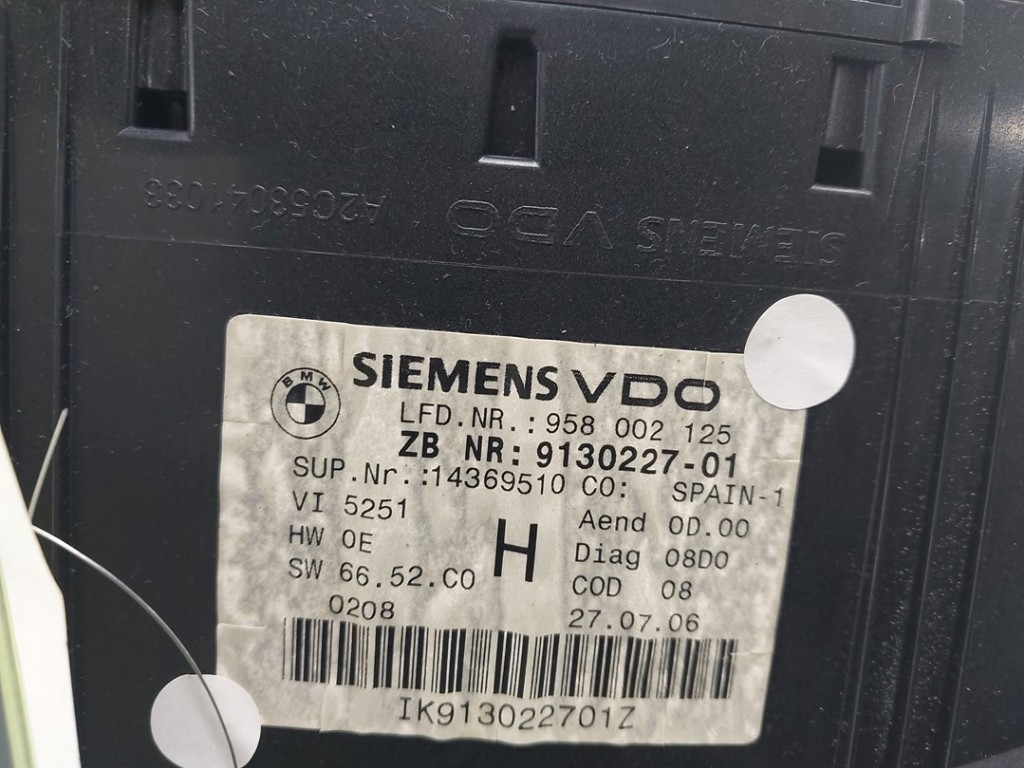 SIEMENS VDO A2C53041033
BMW
SIEMENS VDO
LFD.NR.:958 002 125
ZB NR:9130227-01
SUP.Nr.:14369510 CO: SPAIN-1
VI 5251
Aend 0D.00
HW 0E
H
Diag 08D0
SW 66.52.C0
COD 08
0208
27.07.06
IK913022701Z